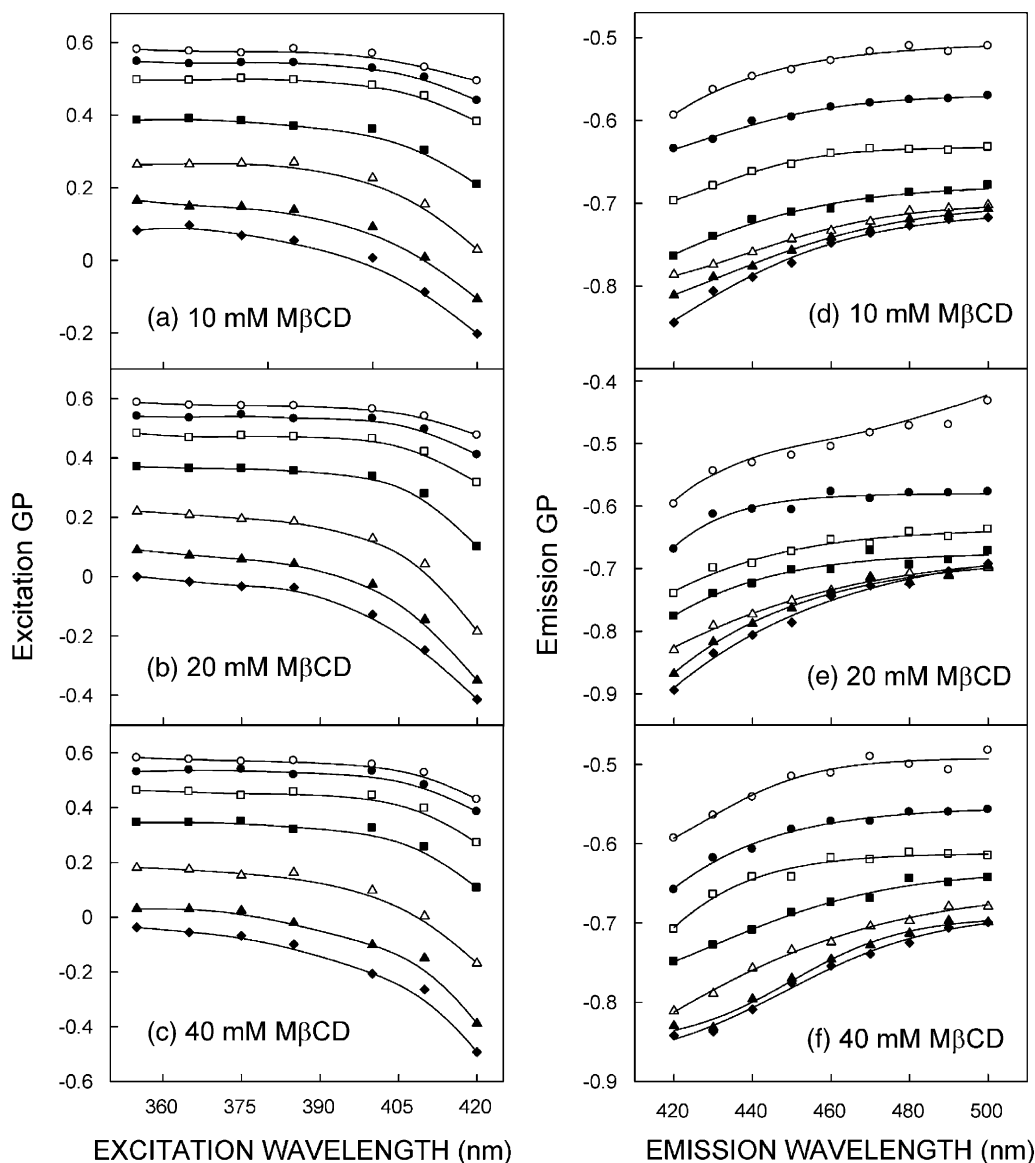 0.6
0.4
0.2
0
-0.2
(a) 10 mM MβCD
-0.5
-0.6
-0.7
-0.8
(d) 10 mM MβCD
0.6
0.4
0.2
0
-0.2
-0.4
(b) 20 mM MβCD
-0.4
-0.5
-0.6
-0.7
-0.8
-0.9
(e) 20 mM MβCD
Excitation GP
Emission GP
0.6
0.4
0.2
0
-0.2
-0.4
-0.6
(c) 40 mM MβCD
-0.5
-0.6
-0.7
-0.8
-0.9
(f) 40 mM MβCD
360 375 390 405 420
420 440 460 480 500
EXCITATION WAVELENGTH (nm)
EMISSION WAVELENGTH (nm)